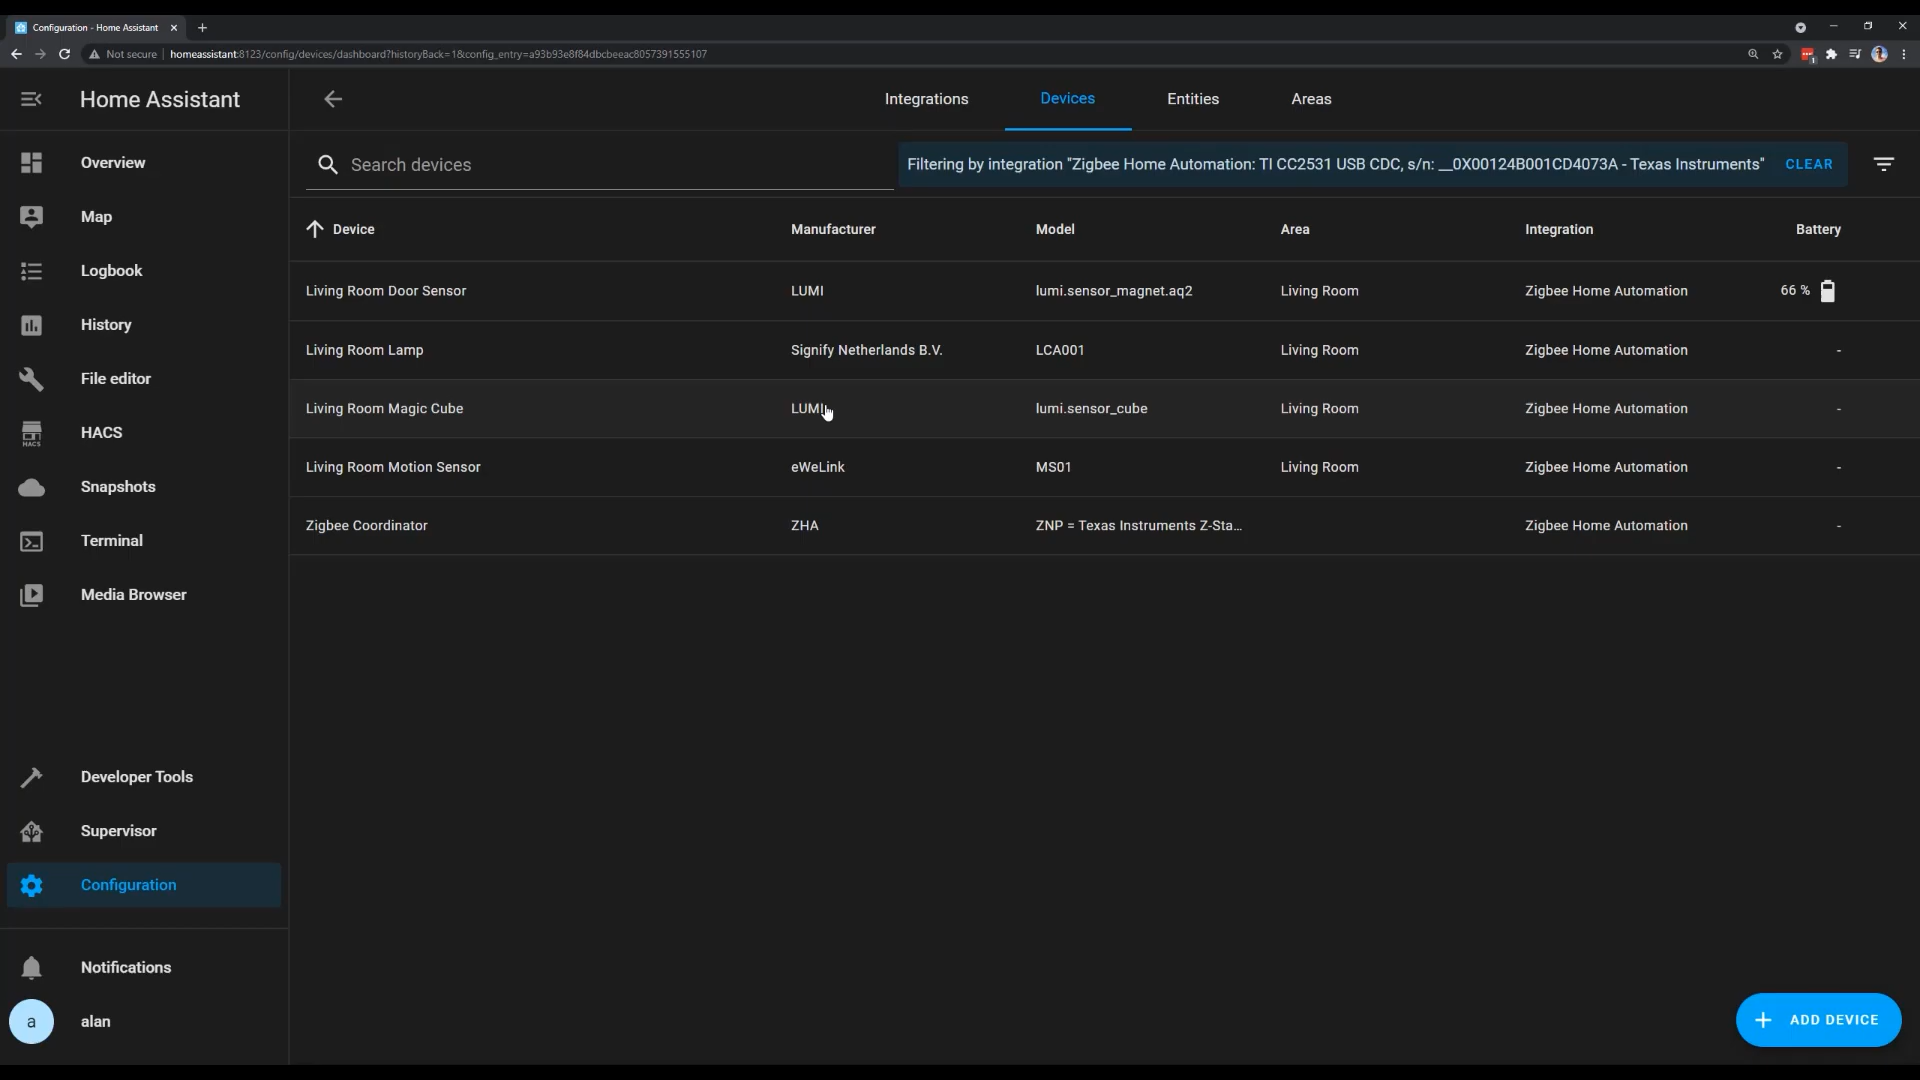 Configuration - Home Assistant
Not secure | homeassistant:8123/config/devices/dashboard?historyBack=1&config_entry=a93b93e8f84dbcbeeac8057391555107
Home Assistant
Integrations Devices Entities Areas
Overview
Map
Logbook
History
File editor
HACS
HACS
Snapshots
Terminal
Media Browser
Developer Tools
Supervisor
Configuration
Notifications
a alan
Search devices
Filtering by integration "Zigbee Home Automation: TI CC2531 USB CDC, s/n: __0X00124B001CD4073A - Texas Instruments" CLEAR
Device Manufacturer Model Area Integration Battery
Living Room Door Sensor LUMI lumi.sensor_magnet.aq2 Living Room Zigbee Home Automation 66 %
Living Room Lamp Signify Netherlands B.V. LCA001 Living Room Zigbee Home Automation -
Living Room Magic Cube LUMI lumi.sensor_cube Living Room Zigbee Home Automation -
Living Room Motion Sensor eWeLink MS01 Living Room Zigbee Home Automation -
Zigbee Coordinator ZHA ZNP = Texas Instruments Z-Sta... Zigbee Home Automation -
ADD DEVICE